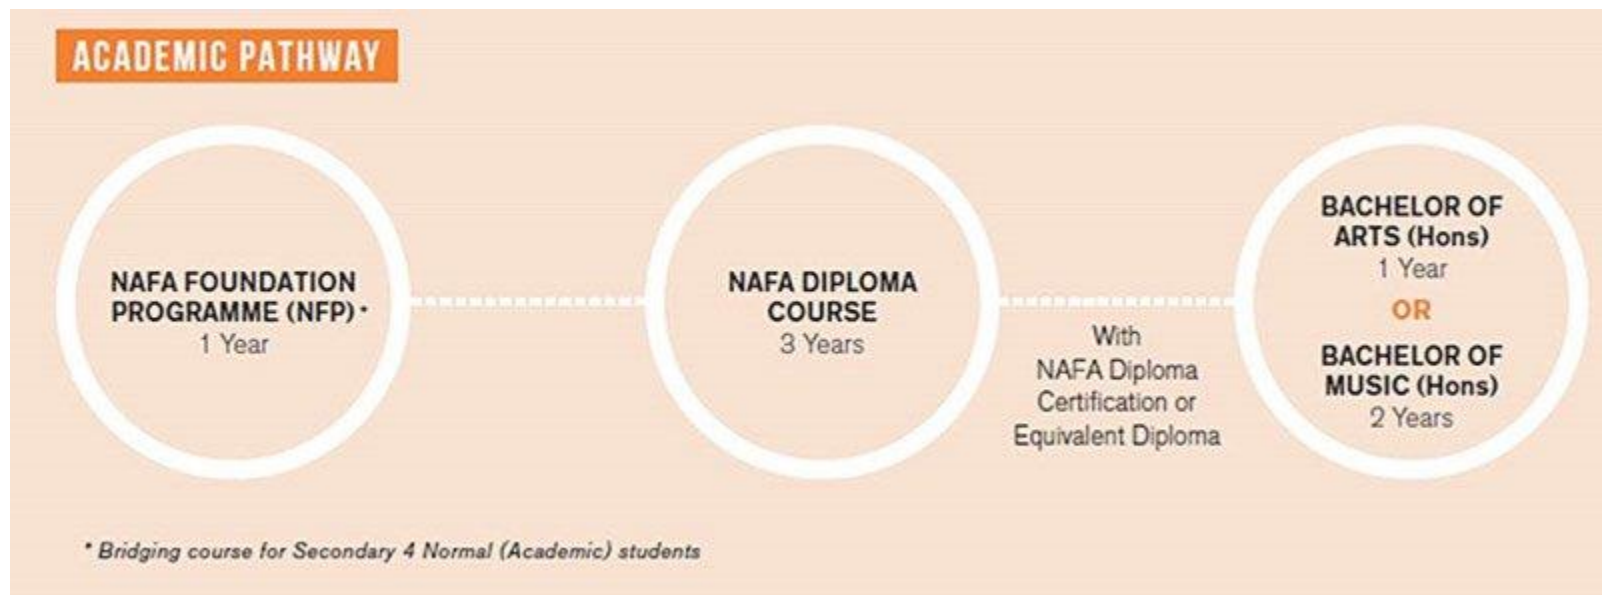 ACADEMIC PATHWAY
NAFA FOUNDATION
PROGRAMME (NFP)*
1 Year
NAFA DIPLOMA
COURSE
3 Years
With
NAFA Diploma
Certification or
Equivalent Diploma
BACHELOR OF
ARTS (Hons)
1 Year
OR
BACHELOR OF
MUSIC (Hons)
2 Years
* Bridging course for Secondary 4 Normal (Academic) students